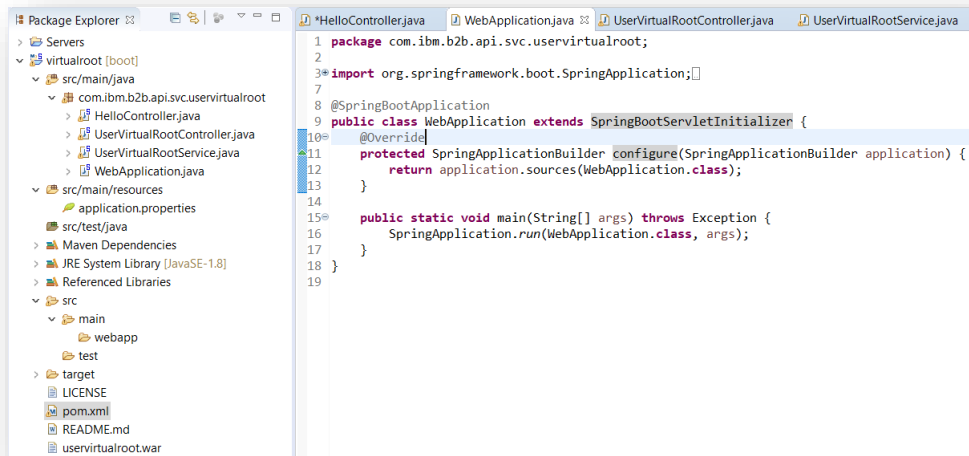 Package Explorer
Servers
virtualroot [boot]
src/main/java
com.ibm.b2b.api.svc.uservirtualroot
HelloController.java
UserVirtualRootController.java
UserVirtualRootService.java
WebApplication.java
src/main/resources
application.properties
src/test/java
Maven Dependencies
JRE System Library [JavaSE-1.8]
Referenced Libraries
src
main
webapp
test
target
LICENSE
pom.xml
README.md
uservirtualroot.war
*HelloController.java WebApplication.java UserVirtualRootController.java UserVirtualRootService.java
1 package com.ibm.b2b.api.svc.uservirtualroot;
2
3 import org.springframework.boot.SpringApplication;
7
8 @SpringBootApplication
9 public class WebApplication extends SpringBootServletInitializer {
10 @Override
11 protected SpringApplicationBuilder configure(SpringApplicationBuilder application) {
12 return application.sources(WebApplication.class);
13 }
14
15 public static void main(String[] args) throws Exception {
16 SpringApplication.run(WebApplication.class, args);
17 }
18 }
19